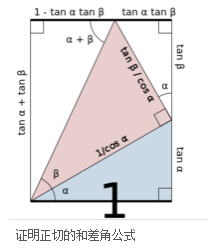 1 - tan α tan β
tan α tan β
α + β
tan α + tan β
tan β / cos α
tan β
α
1/cos α
β
α
tan α
1
证明正切的和差角公式